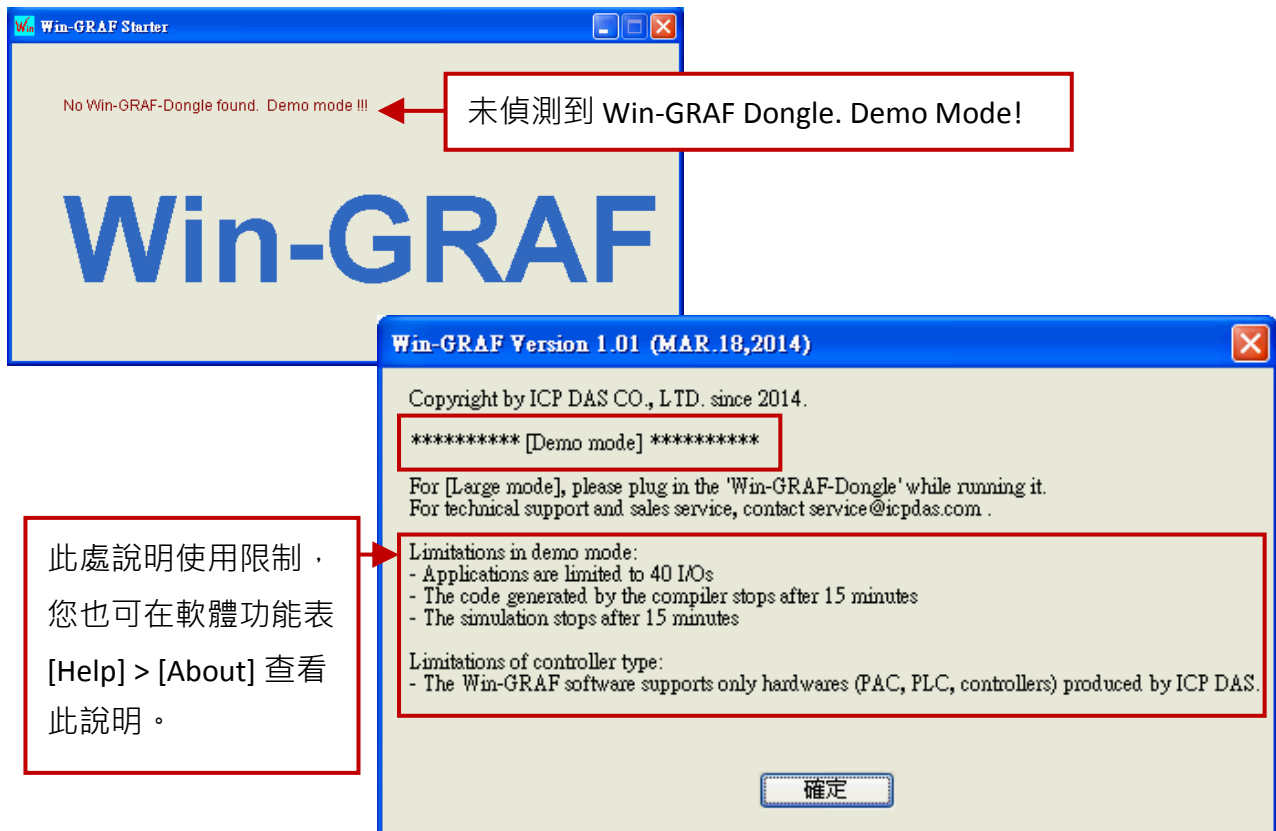 Win-GRAF Starter
No Win-GRAF-Dongle found. Demo mode !!!
未偵測到 Win-GRAF Dongle. Demo Mode!
Win-GRAF
Win-GRAF Version 1.01 (MAR.18,2014)
Copyright by ICP DAS CO., LTD. since 2014.
********** [Demo mode] **********
For [Large mode], please plug in the 'Win-GRAF-Dongle' while running it.
For technical support and sales service, contact service@icpdas.com .
此處說明使用限制，
您也可在軟體功能表
[Help] > [About] 查看
此說明。
Limitations in demo mode:
- Applications are limited to 40 I/Os
- The code generated by the compiler stops after 15 minutes
- The simulation stops after 15 minutes
Limitations of controller type:
- The Win-GRAF software supports only hardwares (PAC, PLC, controllers) produced by ICP DAS.
確定